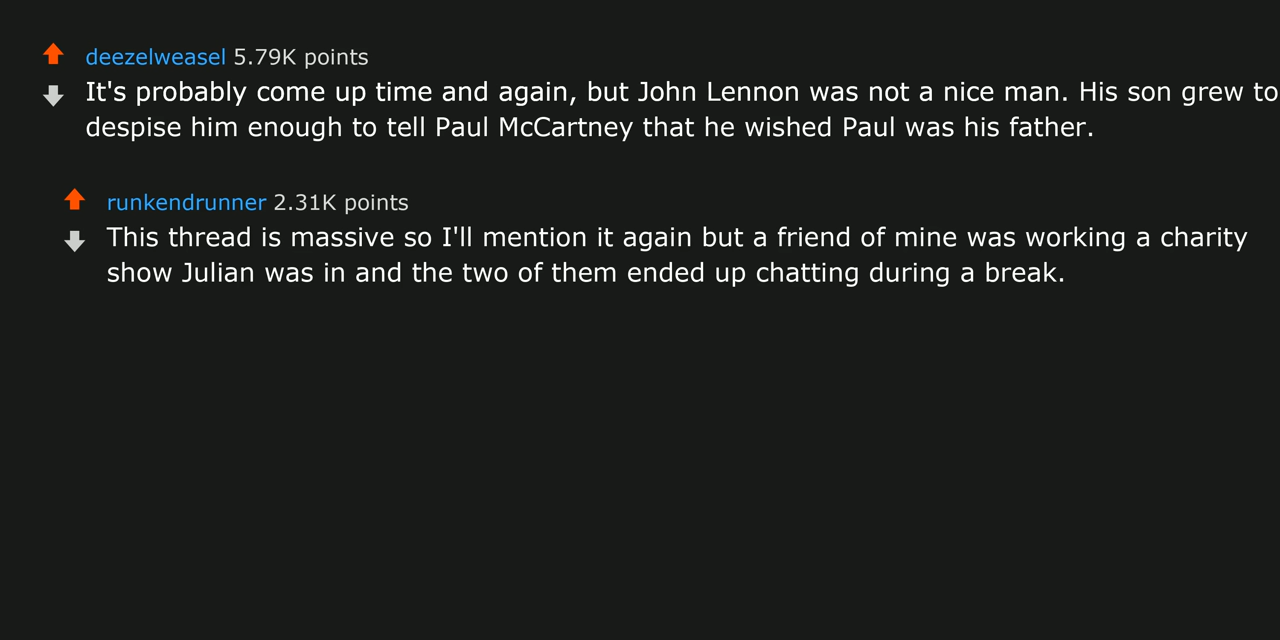 deezelweasel 5.79K points
It's probably come up time and again, but John Lennon was not a nice man. His son grew to
despise him enough to tell Paul McCartney that he wished Paul was his father.
runkendrunner 2.31K points
This thread is massive so I'll mention it again but a friend of mine was working a charity
show Julian was in and the two of them ended up chatting during a break.